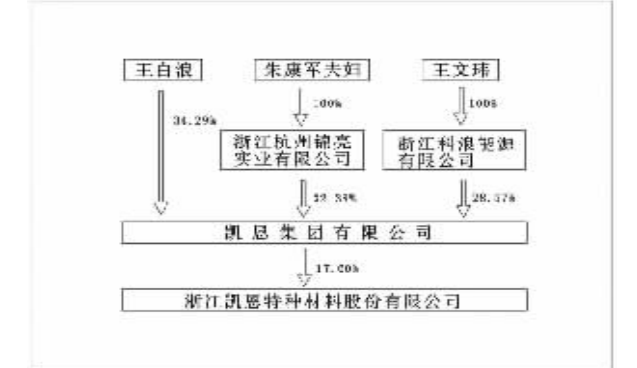 王白浪 朱康军夫妇 王文玮
100% 100%
34.29%
浙江杭州锦亮
实业有限公司
浙江科浪能源
有限公司
28.57%
凯恩集团有限公司
17.60%
浙江凯恩特种材料股份有限公司